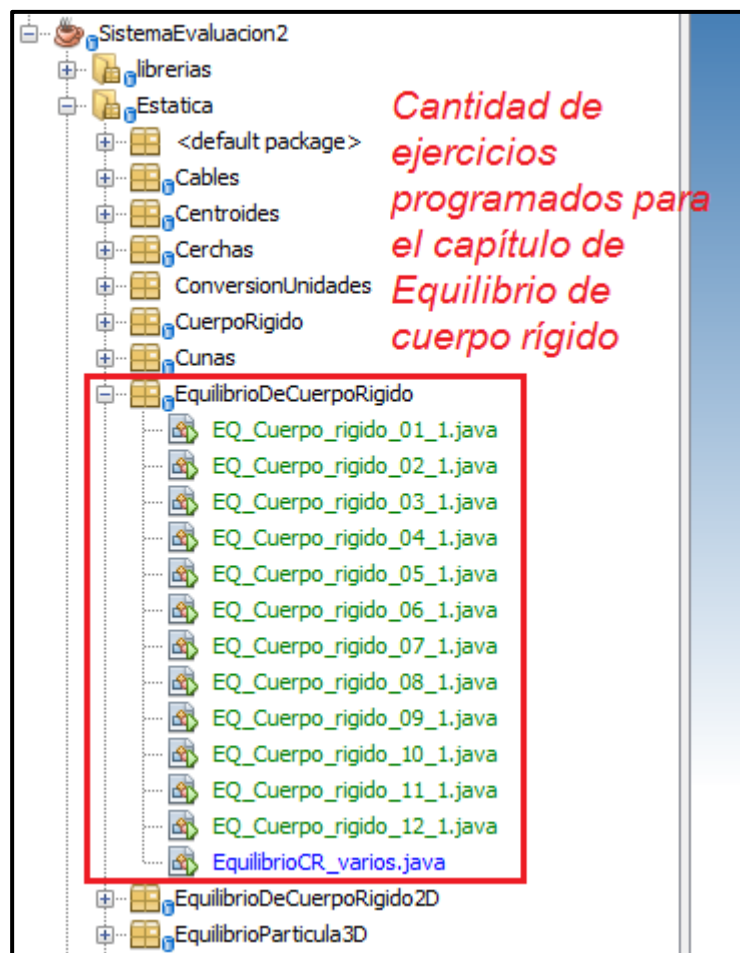 SistemaEvaluacion2
librerias
Estatica
<default package>
Cables
Centroides
Cerchas
ConversionUnidades
CuerpoRigido
Cunas
Cantidad de
ejercicios
programados para
el capítulo de
Equilibrio de
cuerpo rígido
EquilibrioDeCuerpoRigido
EQ_Cuerpo_rigido_01_1.java
EQ_Cuerpo_rigido_02_1.java
EQ_Cuerpo_rigido_03_1.java
EQ_Cuerpo_rigido_04_1.java
EQ_Cuerpo_rigido_05_1.java
EQ_Cuerpo_rigido_06_1.java
EQ_Cuerpo_rigido_07_1.java
EQ_Cuerpo_rigido_08_1.java
EQ_Cuerpo_rigido_09_1.java
EQ_Cuerpo_rigido_10_1.java
EQ_Cuerpo_rigido_11_1.java
EQ_Cuerpo_rigido_12_1.java
EquilibrioCR_varios.java
EquilibrioDeCuerpoRigido2D
EquilibrioParticula3D